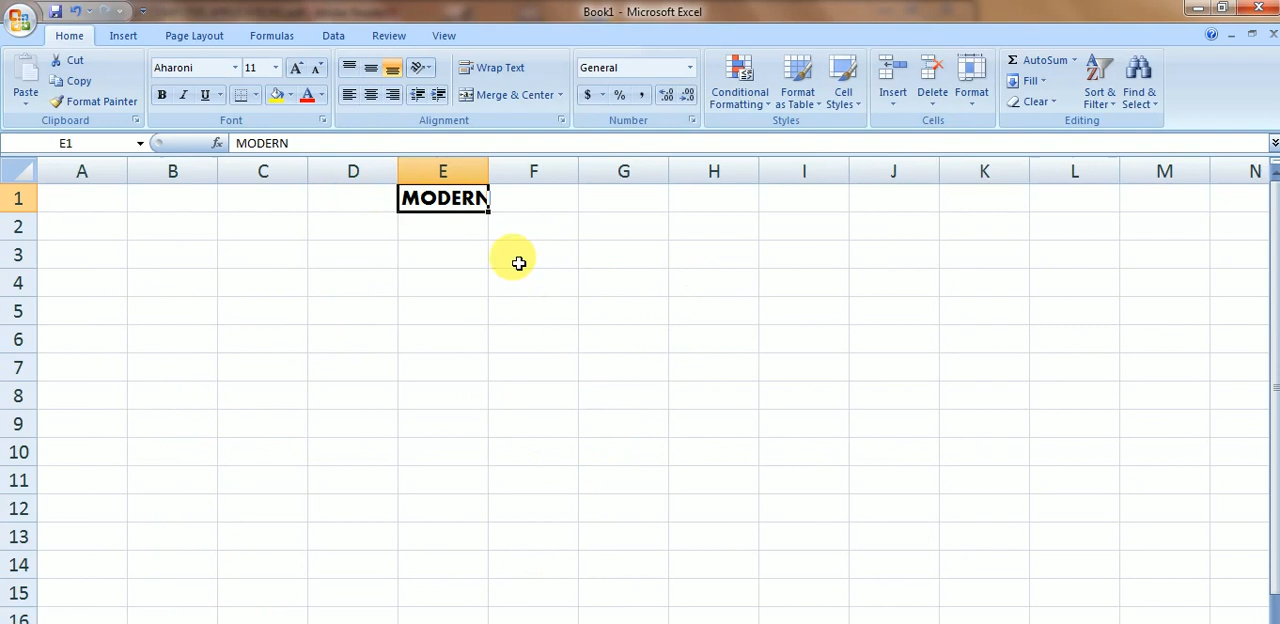 Book1 - Microsoft Excel
Home Insert Page Layout Formulas Data Review View
Cut Aharoni 11 A A Wrap Text General Σ AutoSum
Copy Fill
Paste Format Painter B I U A Merge & Center $ % , .00 .00 Conditional Formatting Format as Table Cell Styles Insert Delete Format Clear Sort & Filter Find & Select
Clipboard Font Alignment Number Styles Cells Editing
E1 fx MODERN
A B C D E F G H I J K L M N
1 MODERN
2
3
4
5
6
7
8
9
10
11
12
13
14
15
16